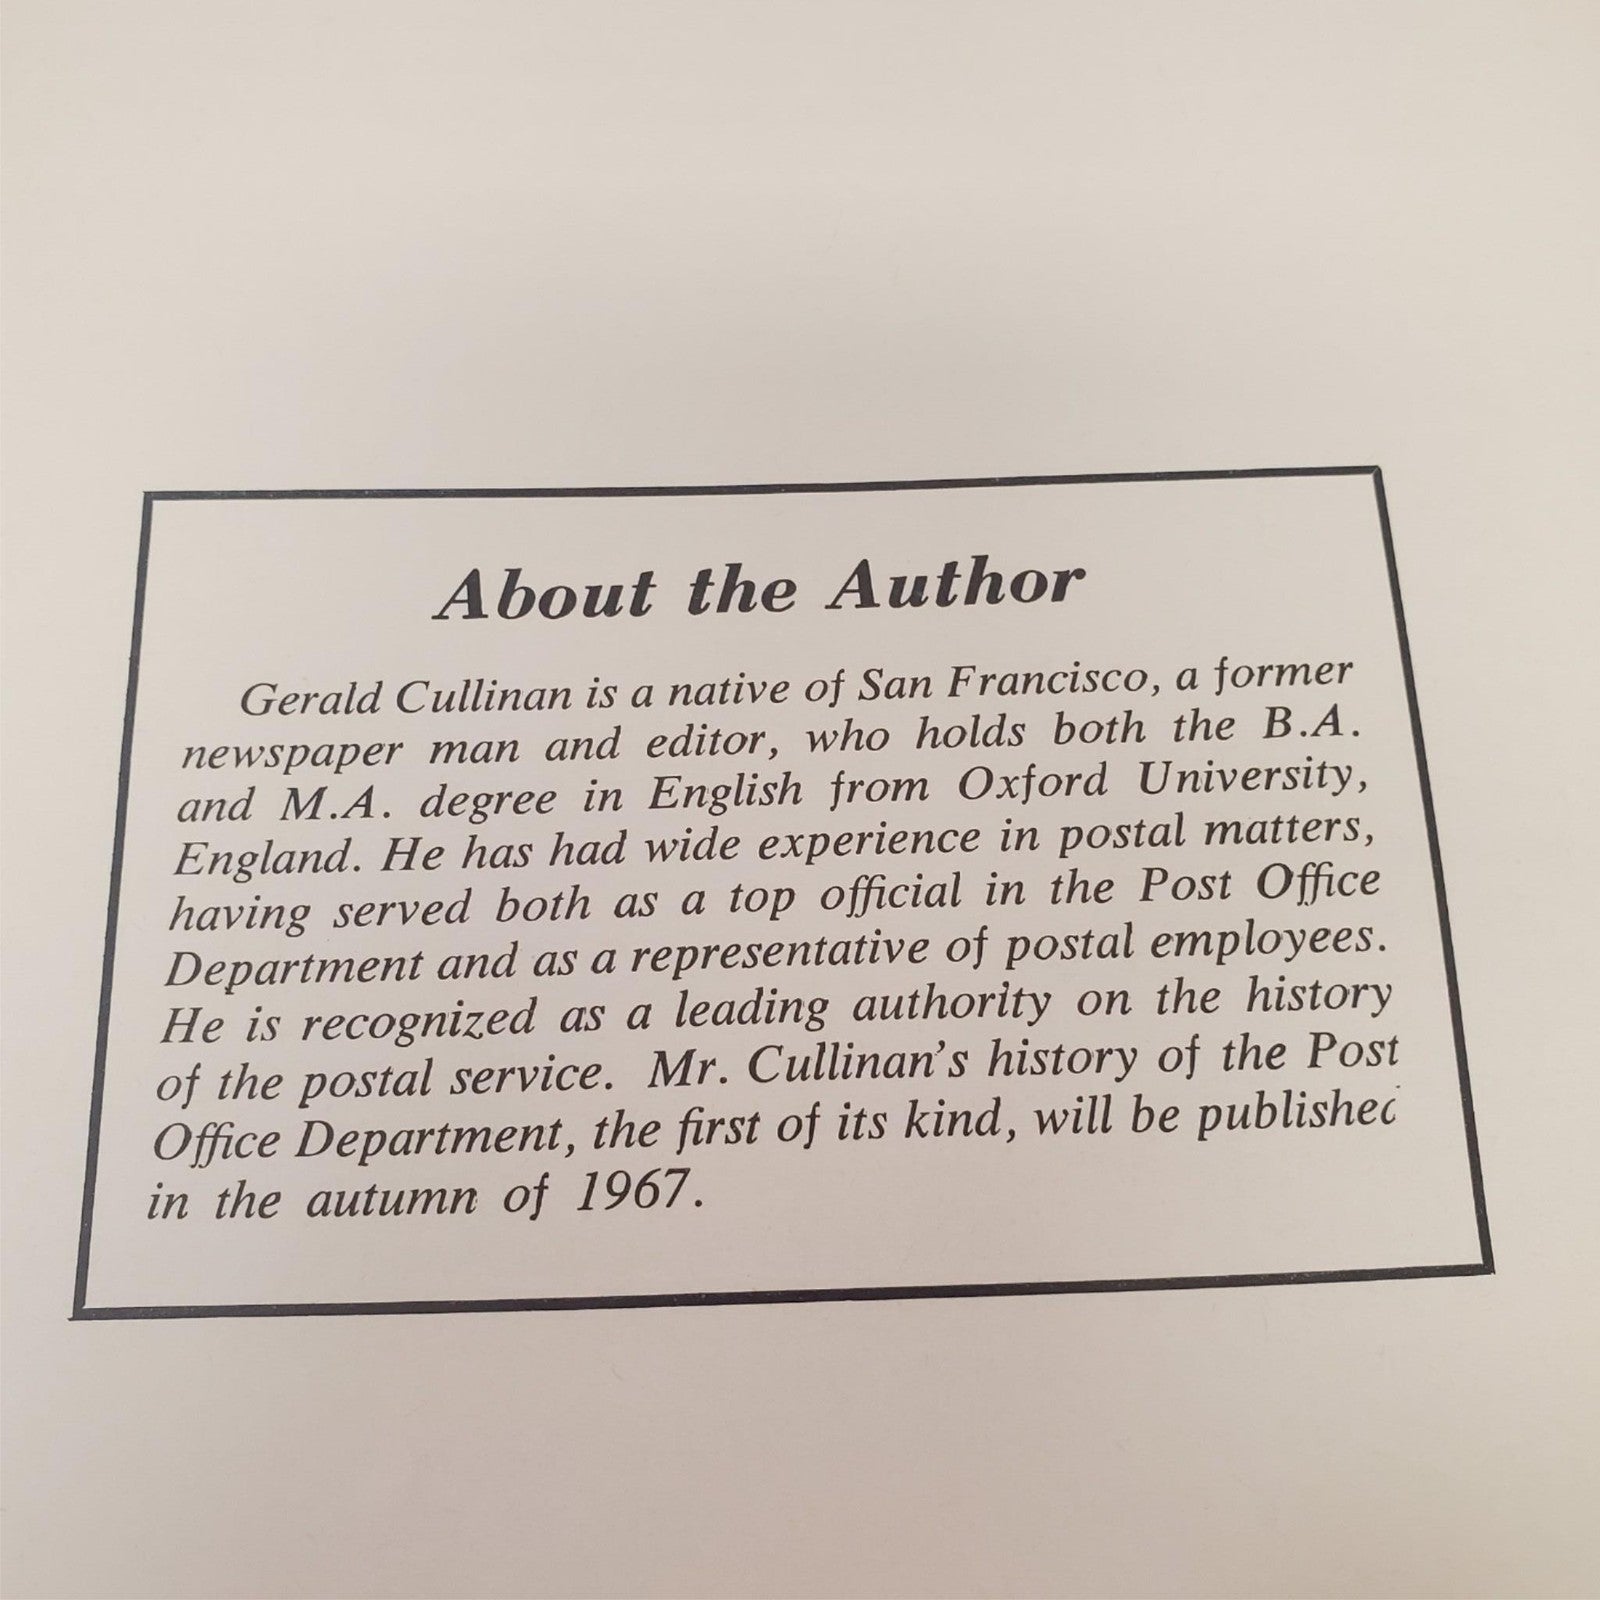 About the Author
Gerald Cullinan is a native of San Francisco, a former
newspaper man and editor, who holds both the B.A.
and M.A. degree in English from Oxford University,
England. He has had wide experience in postal matters,
having served both as a top official in the Post Office
Department and as a representative of postal employees.
He is recognized as a leading authority on the history
of the postal service. Mr. Cullinan's history of the Post
Office Department, the first of its kind, will be published
in the autumn of 1967.